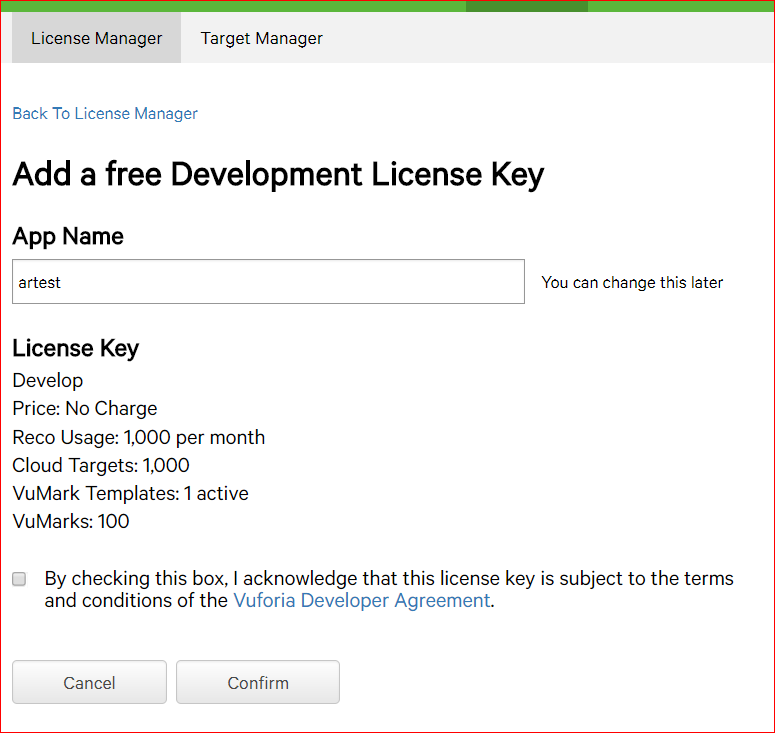 License Manager Target Manager
Back To License Manager
Add a free Development License Key
App Name
artest You can change this later
License Key
Develop
Price: No Charge
Reco Usage: 1,000 per month
Cloud Targets: 1,000
VuMark Templates: 1 active
VuMarks: 100
By checking this box, I acknowledge that this license key is subject to the terms
and conditions of the Vuforia Developer Agreement.
Cancel Confirm